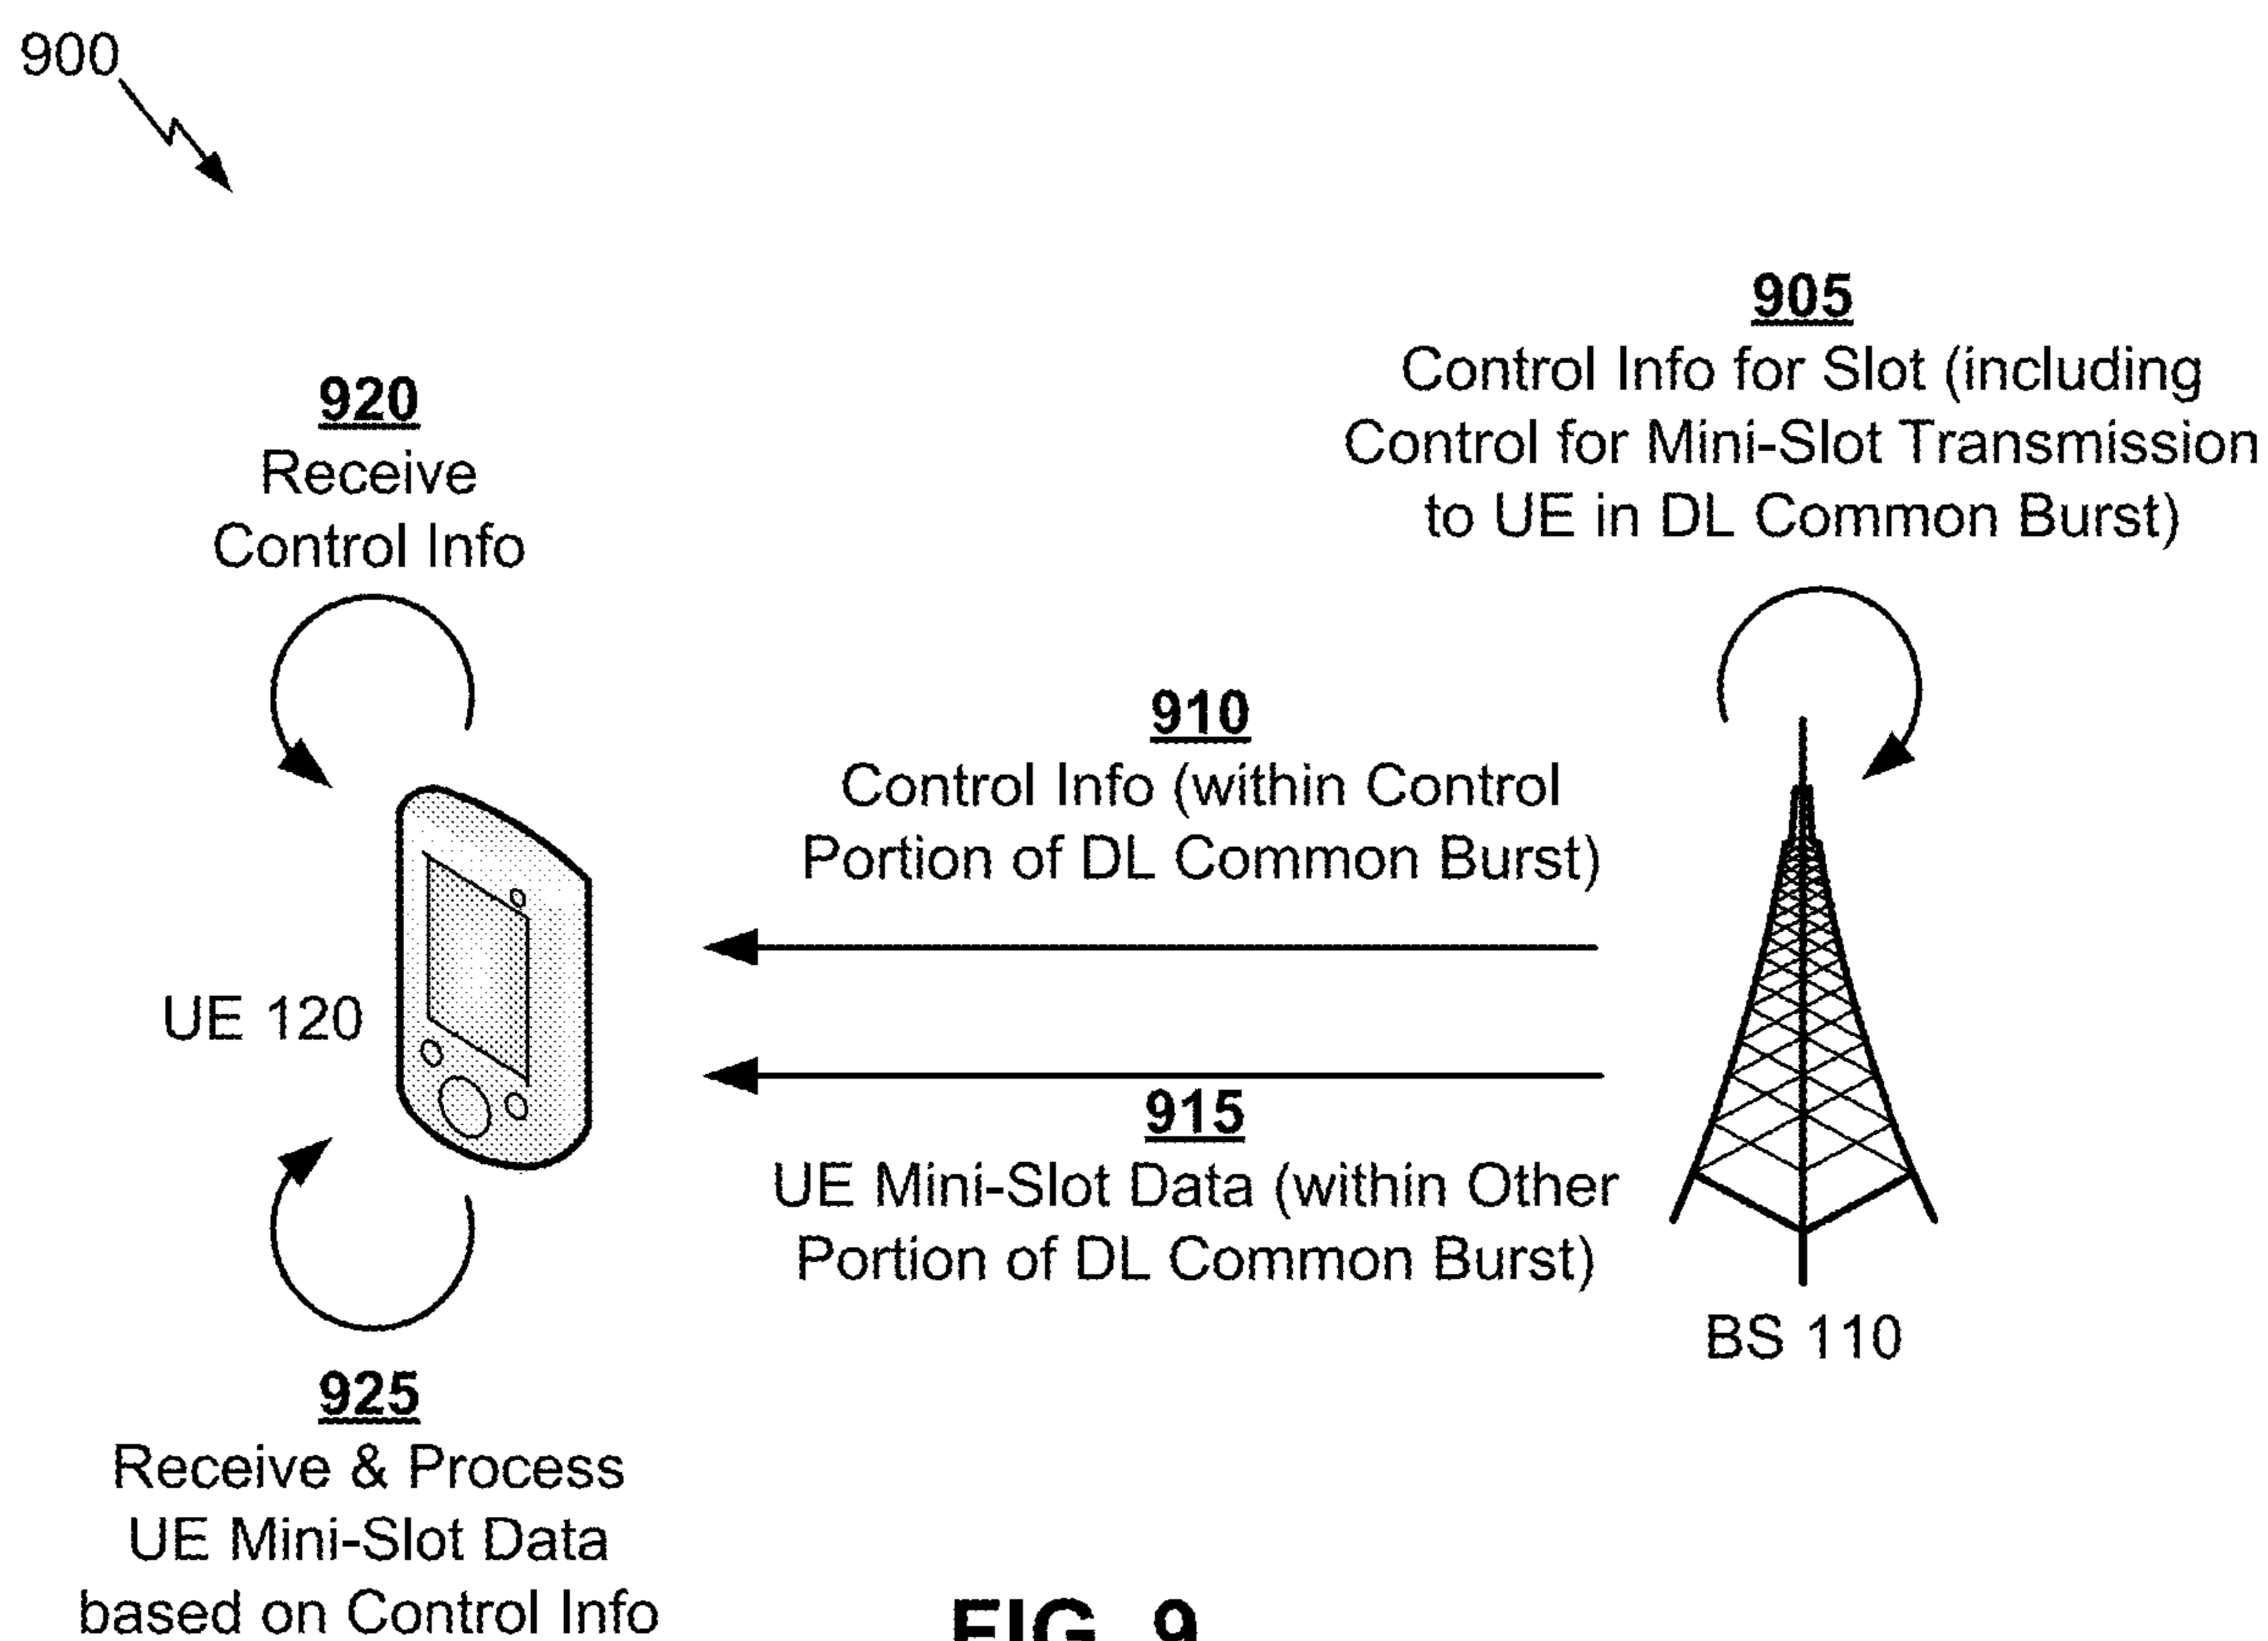 900
905
Control Info for Slot (including
Control for Mini-Slot Transmission
to UE in DL Common Burst)
920
Receive
Control Info
910
Control Info (within Control
Portion of DL Common Burst)
UE 120
915
UE Mini-Slot Data (within Other
Portion of DL Common Burst)
BS 110
925
Receive & Process
UE Mini-Slot Data
based on Control Info
FIG. 9